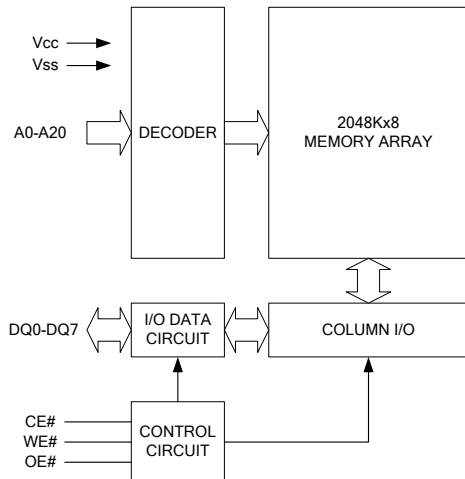 Vcc
Vss
A0-A20
DECODER
2048Kx8
MEMORY ARRAY
DQ0-DQ7
I/O DATA
CIRCUIT
COLUMN I/O
CE#
WE#
OE#
CONTROL
CIRCUIT